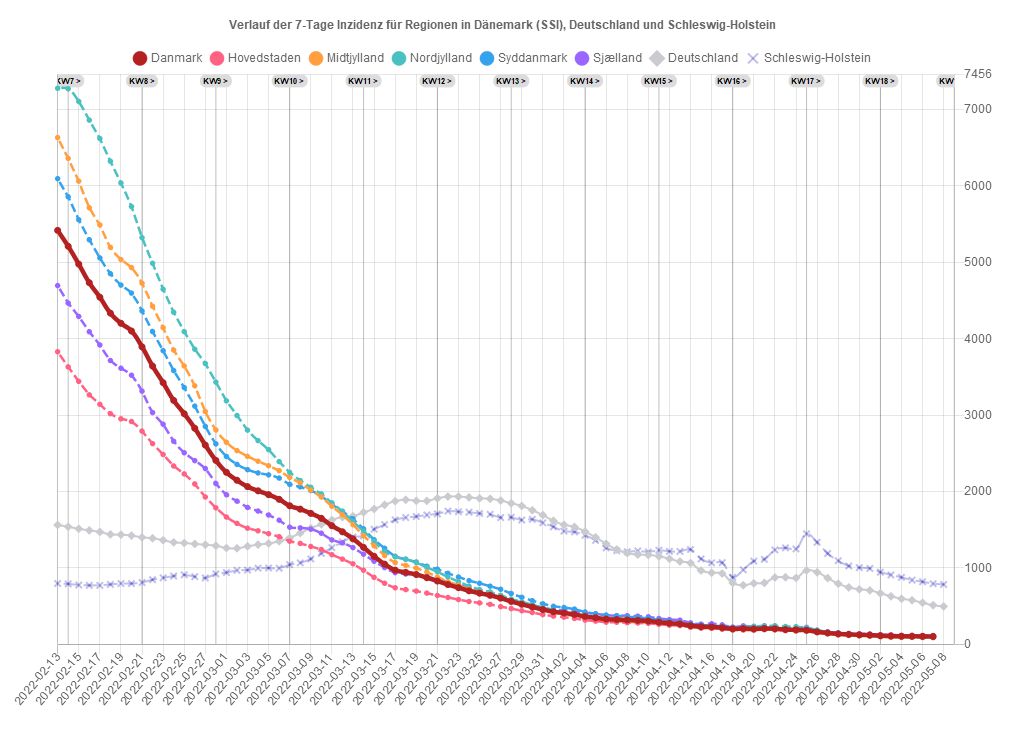 Verlauf der 7-Tage Inzidenz für Regionen in Dänemark (SSI), Deutschland und Schleswig-Holstein
Danmark Hovedstaden Midtjylland Nordjylland Syddanmark Sjælland Deutschland Schleswig-Holstein
KW7 > KW8 > KW9 > KW10 > KW11 > KW12 > KW13 > KW14 > KW15 > KW16 > KW17 > KW18 > KW
7456
7000
6000
5000
4000
3000
2000
1000
0
2022-02-13 2022-02-15 2022-02-17 2022-02-19 2022-02-21 2022-02-23 2022-02-25 2022-02-27 2022-03-01 2022-03-03 2022-03-05 2022-03-07 2022-03-09 2022-03-11 2022-03-13 2022-03-15 2022-03-17 2022-03-19 2022-03-21 2022-03-23 2022-03-25 2022-03-27 2022-03-29 2022-03-31 2022-04-02 2022-04-04 2022-04-06 2022-04-08 2022-04-10 2022-04-12 2022-04-14 2022-04-16 2022-04-18 2022-04-20 2022-04-22 2022-04-24 2022-04-26 2022-04-28 2022-04-30 2022-05-02 2022-05-04 2022-05-06 2022-05-08